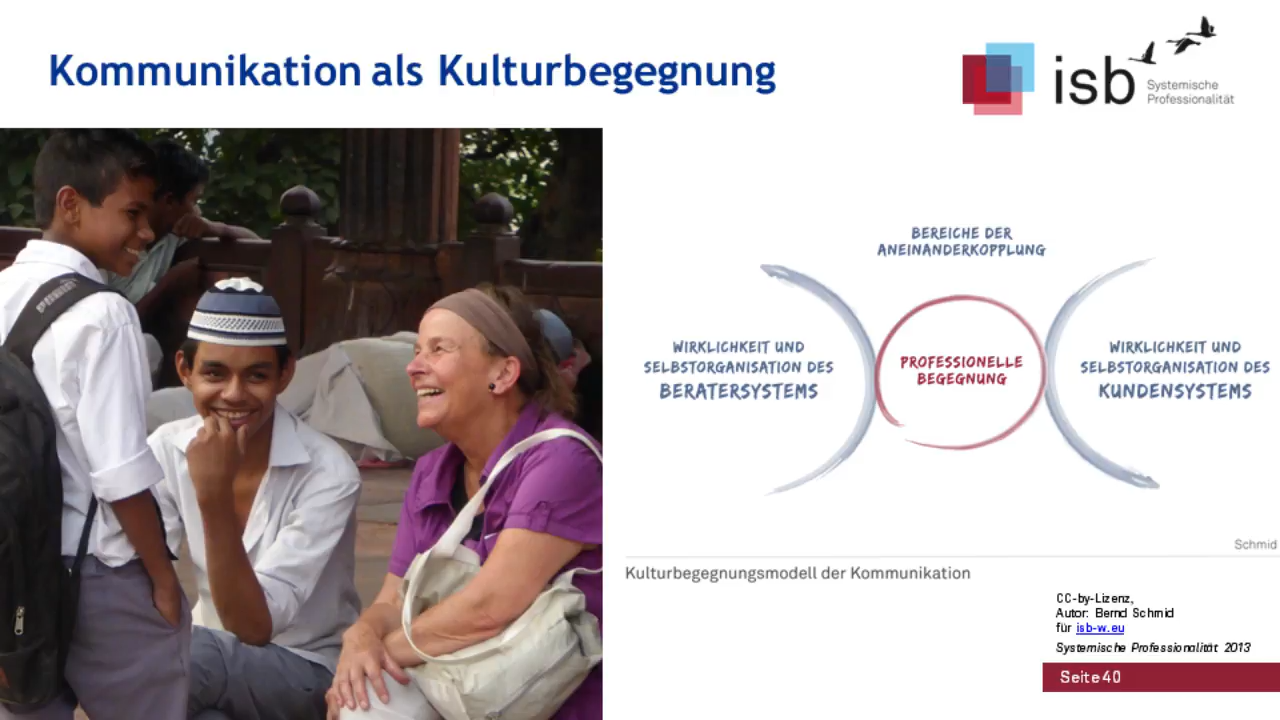 Kommunikation als Kulturbegegnung
isb
Systemische
Professionalität
BEREICHE DER
ANEINANDERKOPPLUNG
WIRKLICHKEIT UND
SELBSTORGANISATION DES
BERATERSYSTEMS
PROFESSIONELLE
BEGEGNUNG
WIRKLICHKEIT UND
SELBSTORGANISATION DES
KUNDENSYSTEMS
Schmid
Kulturbegegnungsmodell der Kommunikation
CC-by-Lizenz,
Autor: Bernd Schmid
für isb-w.eu
Systemische Professionalität 2013
Seite 40